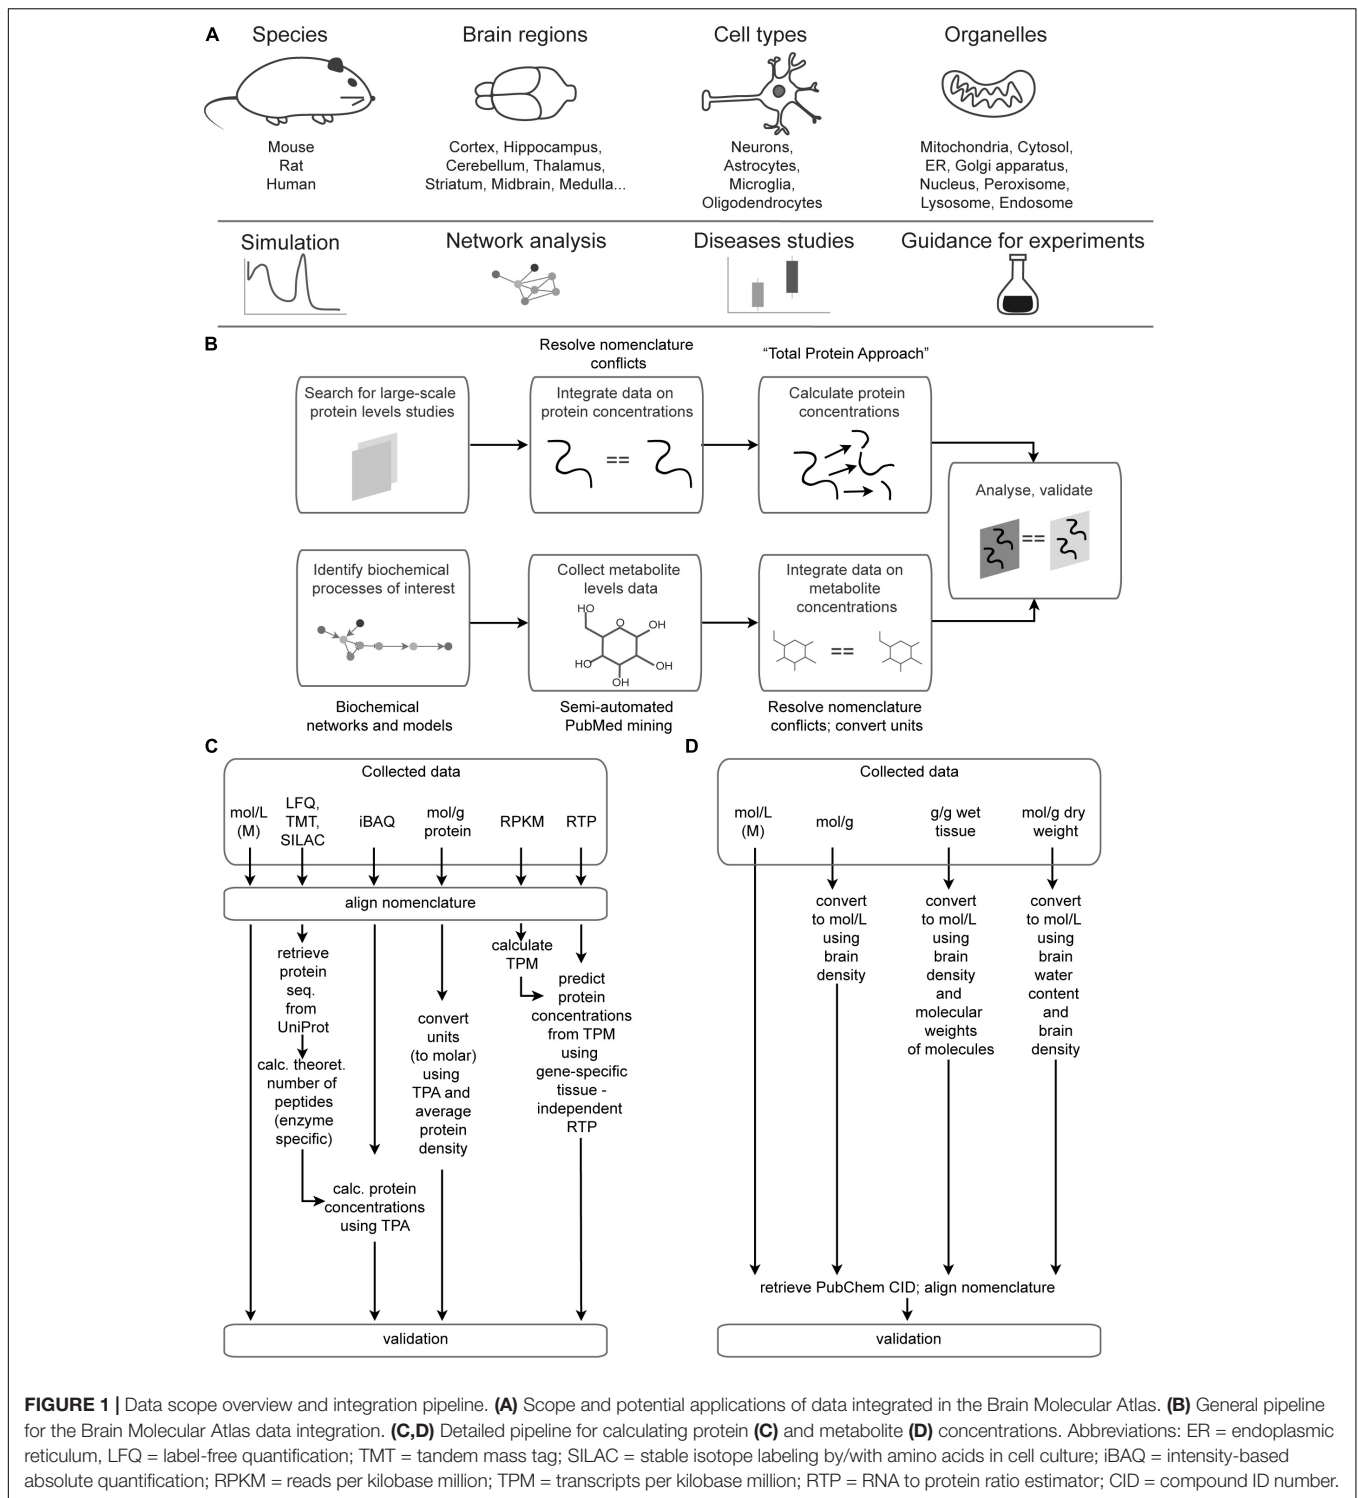 A
Species
Brain regions
Cell types
Organelles
Mouse
Rat
Human
Cortex, Hippocampus,
Cerebellum, Thalamus,
Striatum, Midbrain, Medulla...
Neurons,
Astrocytes,
Microglia,
Oligodendrocytes
Mitochondria, Cytosol,
ER, Golgi apparatus,
Nucleus, Peroxisome,
Lysosome, Endosome
Simulation
Network analysis
Diseases studies
Guidance for experiments
B
Resolve nomenclature
conflicts
“Total Protein Approach”
Search for large-scale
protein levels studies
Integrate data on
protein concentrations
==
Calculate protein
concentrations
Analyse, validate
==
Identify biochemical
processes of interest
Collect metabolite
levels data
HO
O
OH
HO
OH
OH
Integrate data on
metabolite
concentrations
==
Biochemical
networks and models
Semi-automated
PubMed mining
Resolve nomenclature
conflicts; convert units
C
Collected data
mol/L
(M)
LFQ,
TMT,
SILAC
iBAQ
mol/g
protein
RPKM
RTP
align nomenclature
retrieve
protein
seq.
from
UniProt
calc. theoret.
number of
peptides
(enzyme
specific)
calc. protein
concentrations
using TPA
convert
units
(to molar)
using
TPA and
average
protein
density
calculate
TPM
predict
protein
concentrations
from TPM
using
gene-specific
tissue -
independent
RTP
validation
D
Collected data
mol/L
(M)
mol/g
g/g wet
tissue
mol/g dry
weight
convert
to mol/L
using
brain
density
convert
to mol/L
using
brain
density
and
molecular
weights
of molecules
convert
to mol/L
using
brain
water
content
and
brain
density
retrieve PubChem CID; align nomenclature
validation
FIGURE 1 | Data scope overview and integration pipeline. (A) Scope and potential applications of data integrated in the Brain Molecular Atlas. (B) General pipeline
for the Brain Molecular Atlas data integration. (C,D) Detailed pipeline for calculating protein (C) and metabolite (D) concentrations. Abbreviations: ER = endoplasmic
reticulum, LFQ = label-free quantification; TMT = tandem mass tag; SILAC = stable isotope labeling by/with amino acids in cell culture; iBAQ = intensity-based
absolute quantification; RPKM = reads per kilobase million; TPM = transcripts per kilobase million; RTP = RNA to protein ratio estimator; CID = compound ID number.